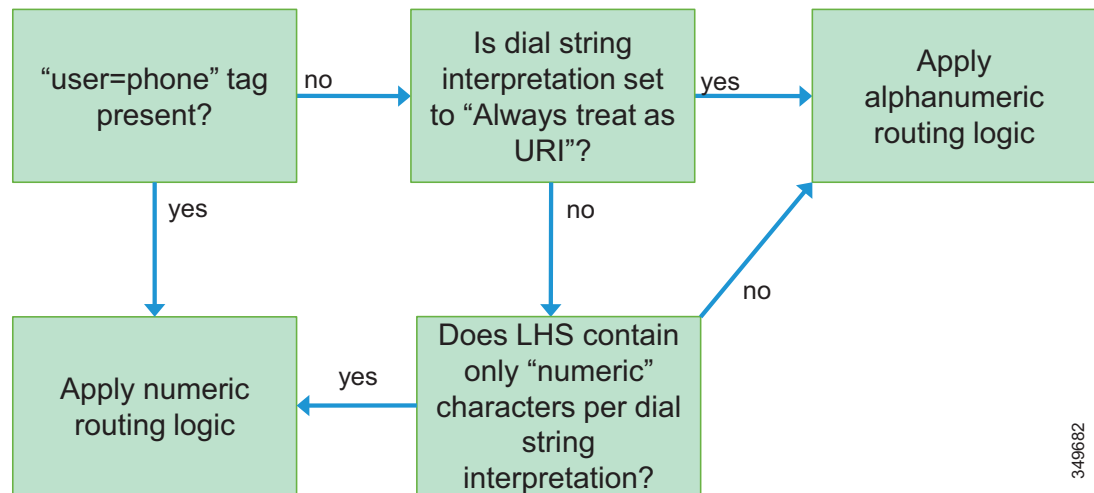 “user=phone” tag
present?
no
Is dial string
interpretation set
to “Always treat as
URI”?
yes
Apply
alphanumeric
routing logic
yes
no
no
Apply numeric
routing logic
yes
Does LHS contain
only “numeric”
characters per dial
string
interpretation?
349682